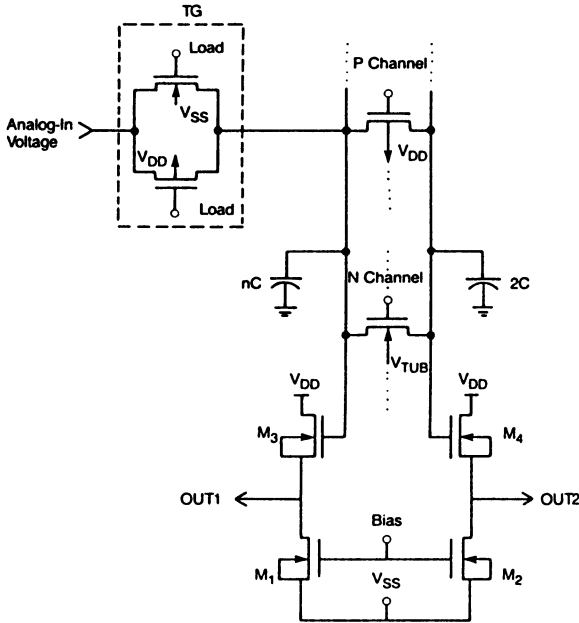 TG
Load
P Channel
VSS
Analog-In
Voltage
VDD
VDD
Load
nC
N Channel
2C
VTUB
VDD
VDD
M3
M4
OUT1
OUT2
Bias
M1
VSS
M2